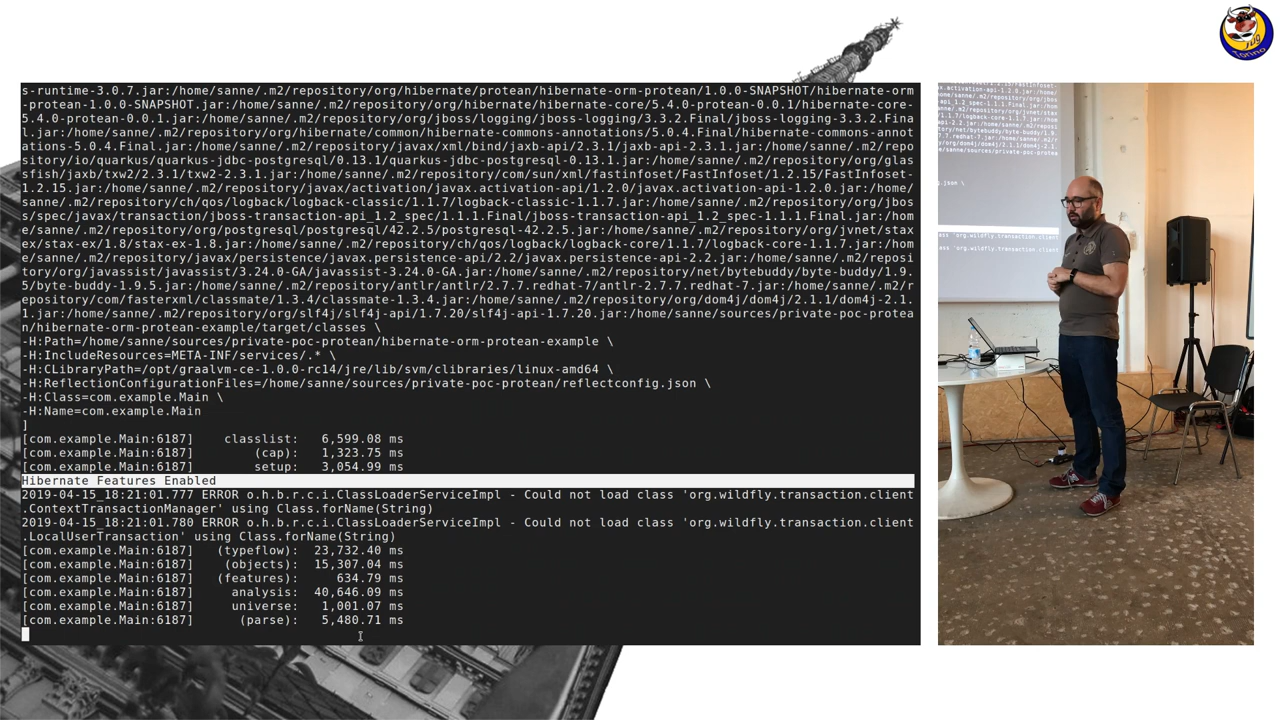 s-runtime-3.0.7.jar:/home/sanne/.m2/repository/org/hibernate/protean/hibernate-orm-protean/1.0.0-SNAPSHOT/hibernate-orm
-protean-1.0.0-SNAPSHOT.jar:/home/sanne/.m2/repository/org/hibernate/hibernate-core/5.4.0-protean-0.0.1/hibernate-core-
5.4.0-protean-0.0.1.jar:/home/sanne/.m2/repository/org/jboss/logging/jboss-logging/3.3.2.Final/jboss-logging-3.3.2.Fina
l.jar:/home/sanne/.m2/repository/org/hibernate/common/hibernate-commons-annotations/5.0.4.Final/hibernate-commons-annot
ations-5.0.4.Final.jar:/home/sanne/.m2/repository/javax/xml/bind/jaxb-api/2.3.1/jaxb-api-2.3.1.jar:/home/sanne/.m2/repo
sitory/io/quarkus/quarkus-jdbc-postgresql/0.13.1/quarkus-jdbc-postgresql-0.13.1.jar:/home/sanne/.m2/repository/org/glas
sfish/jaxb/txw2/2.3.1/txw2-2.3.1.jar:/home/sanne/.m2/repository/com/sun/xml/fastinfoset/FastInfoset/1.2.15/FastInfoset-
1.2.15.jar:/home/sanne/.m2/repository/javax/activation/javax.activation-api/1.2.0/javax.activation-api-1.2.0.jar:/home/
sanne/.m2/repository/ch/qos/logback/logback-classic/1.1.7/logback-classic-1.1.7.jar:/home/sanne/.m2/repository/org/jbos
s/spec/javax/transaction/jboss-transaction-api_1.2_spec/1.1.1.Final/jboss-transaction-api_1.2_spec-1.1.1.Final.jar:/hom
e/sanne/.m2/repository/org/postgresql/postgresql/42.2.5/postgresql-42.2.5.jar:/home/sanne/.m2/repository/org/jvnet/stax
ex/stax-ex/1.8/stax-ex-1.8.jar:/home/sanne/.m2/repository/ch/qos/logback/logback-core/1.1.7/logback-core-1.1.7.jar:/hom
e/sanne/.m2/repository/javax/persistence/javax.persistence-api/2.2/javax.persistence-api-2.2.jar:/home/sanne/.m2/reposi
tory/org/javassist/javassist/3.24.0-GA/javassist-3.24.0-GA.jar:/home/sanne/.m2/repository/net/bytebuddy/byte-buddy/1.9.
5/byte-buddy-1.9.5.jar:/home/sanne/.m2/repository/antlr/antlr/2.7.7.redhat-7/antlr-2.7.7.redhat-7.jar:/home/sanne/.m2/r
epository/com/fasterxml/classmate/1.3.4/classmate-1.3.4.jar:/home/sanne/.m2/repository/org/dom4j/dom4j/2.1.1/dom4j-2.1.
1.jar:/home/sanne/.m2/repository/org/slf4j/slf4j-api/1.7.20/slf4j-api-1.7.20.jar:/home/sanne/sources/private-poc-protea
n/hibernate-orm-protean-example/target/classes \
-H:Path=/home/sanne/sources/private-poc-protean/hibernate-orm-protean-example \
-H:IncludeResources=META-INF/services/.* \
-H:CLibraryPath=/opt/graalvm-ce-1.0.0-rc14/jre/lib/svm/clibraries/linux-amd64 \
-H:ReflectionConfigurationFiles=/home/sanne/sources/private-poc-protean/reflectconfig.json \
-H:Class=com.example.Main \
-H:Name=com.example.Main
]
[com.example.Main:6187]    classlist:   6,599.08 ms
[com.example.Main:6187]        (cap):   1,323.75 ms
[com.example.Main:6187]        setup:   3,054.99 ms
Hibernate Features Enabled
2019-04-15_18:21:01.777 ERROR o.h.b.r.c.i.ClassLoaderServiceImpl - Could not load class 'org.wildfly.transaction.client
.ContextTransactionManager' using Class.forName(String)
2019-04-15_18:21:01.780 ERROR o.h.b.r.c.i.ClassLoaderServiceImpl - Could not load class 'org.wildfly.transaction.client
.LocalUserTransaction' using Class.forName(String)
[com.example.Main:6187]   (typeflow):  23,732.40 ms
[com.example.Main:6187]    (objects):  15,307.04 ms
[com.example.Main:6187]   (features):     634.79 ms
[com.example.Main:6187]     analysis:  40,646.09 ms
[com.example.Main:6187]     universe:   1,001.07 ms
[com.example.Main:6187]      (parse):   5,480.71 ms